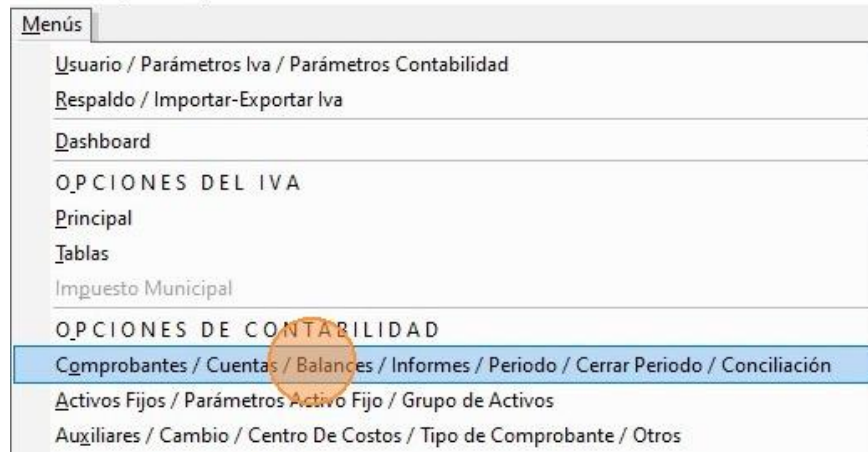 Menús
Usuario / Parámetros Iva / Parámetros Contabilidad
Respaldo / Importar-Exportar Iva
Dashboard
OPCIONES DEL IVA
Principal
Tablas
Impuesto Municipal
OPCIONES DE CONTABILIDAD
Comprobantes / Cuentas / Balances / Informes / Periodo / Cerrar Periodo / Conciliación
Activos Fijos / Parámetros Activo Fijo / Grupo de Activos
Auxiliares / Cambio / Centro De Costos / Tipo de Comprobante / Otros